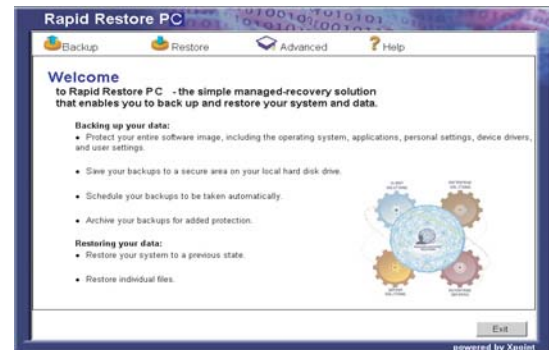 Rapid Restore PC
Backup
Restore
Advanced
Help
Welcome
to Rapid Restore PC - the simple managed-recovery solution
that enables you to back up and restore your system and data.
Backing up your data:
• Protect your entire software image, including the operating system, applications, personal settings, device drivers,
and user settings.
• Save your backups to a secure area on your local hard disk drive.
• Schedule your backups to be taken automatically.
• Archive your backups for added protection.
Restoring your data:
• Restore your system to a previous state.
• Restore individual files.
Exit
powered by Xpoint